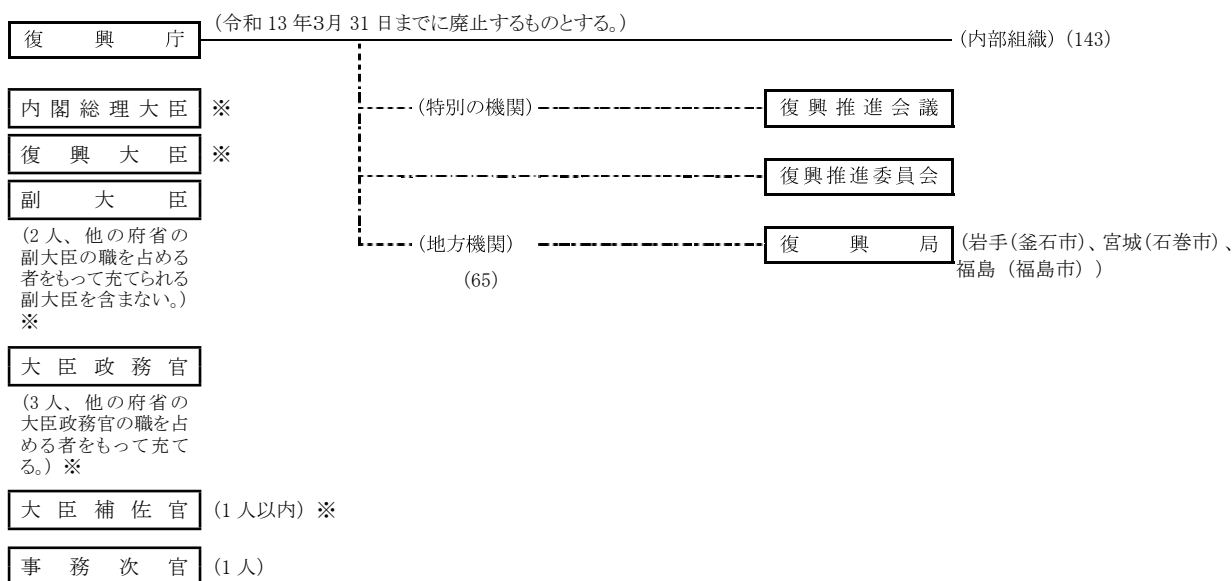 (令和 13 年3月 31 日までに廃止するものとする。)
復興庁
(内部組織) (143)
内閣総理大臣 ※
(特別の機関)
復興推進会議
復興大臣 ※
復興推進委員会
副大臣
(2 人、他の府省の
副大臣の職を占める
者をもって充てられる
副大臣を含まない。)
※
(地方機関)
(65)
復興局
(岩手(釜石市)、宮城(石巻市)、
福島(福島市))
大臣政務官
(3 人、他の府省の
大臣政務官の職を占
める者をもって充て
る。) ※
大臣補佐官 (1 人以内) ※
事務次官 (1 人)